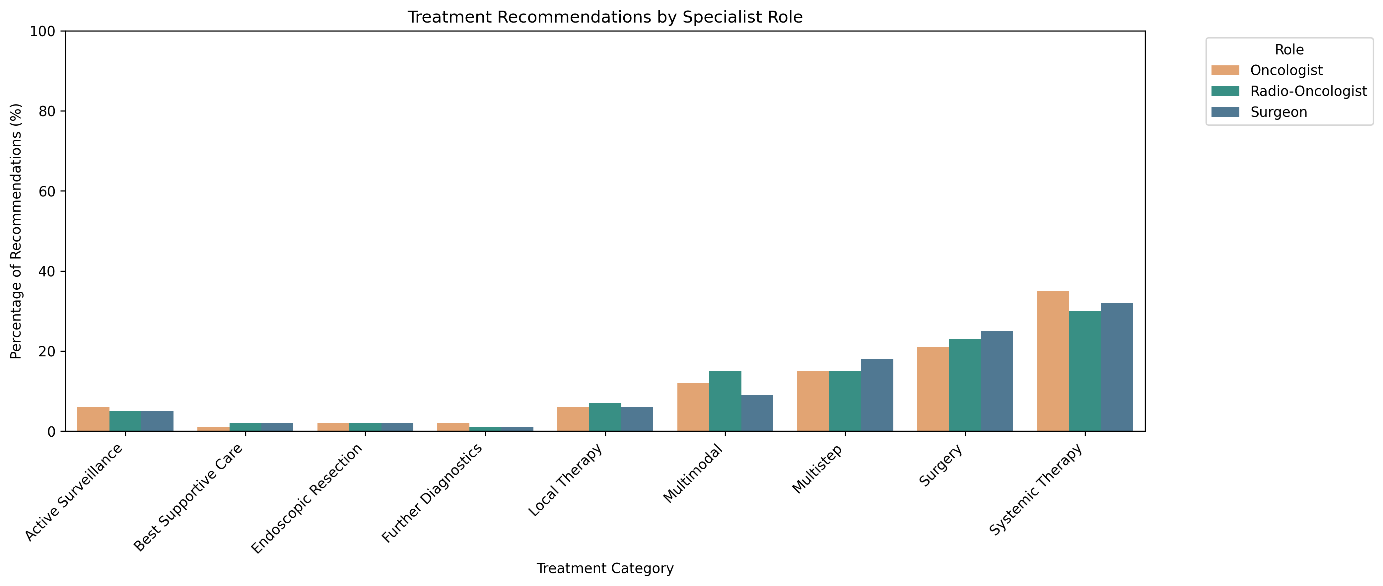 Treatment Recommendations by Specialist Role
Percentage of Recommendations (%)
100
80
60
40
20
0
Active Surveillance
Best Supportive Care
Endoscopic Resection
Further Diagnostics
Local Therapy
Multimodal
Multistep
Surgery
Systemic Therapy
Treatment Category
Role
Oncologist
Radio-Oncologist
Surgeon